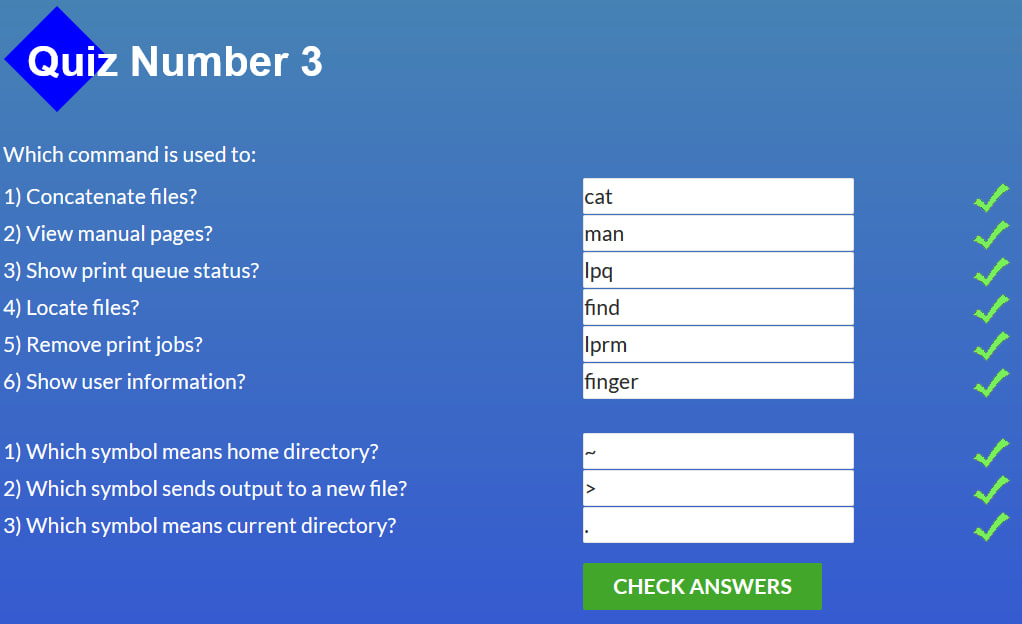 Quiz Number 3
Which command is used to:
1) Concatenate files? cat
2) View manual pages? man
3) Show print queue status? lpq
4) Locate files? find
5) Remove print jobs? lprm
6) Show user information? finger
1) Which symbol means home directory? ~
2) Which symbol sends output to a new file? >
3) Which symbol means current directory? .
CHECK ANSWERS